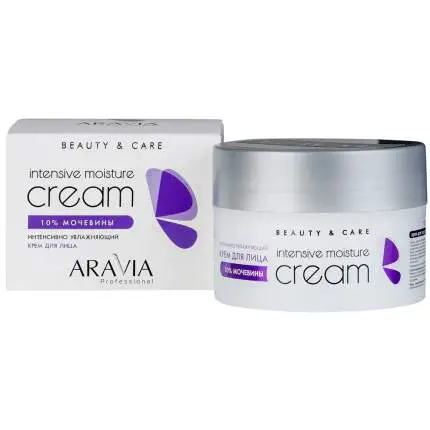 BEAUTY & CARE
intensive moisture
cream
10% МОЧЕВИНЫ
ИНТЕНСИВНО УВЛАЖНЯЮЩИЙ
КРЕМ ДЛЯ ЛИЦА
ARAVIA
Professional
BEAUTY & CARE
КРЕМ ДЛЯ ЛИЦА
10% МОЧЕВИНЫ
intensive moisture
cream